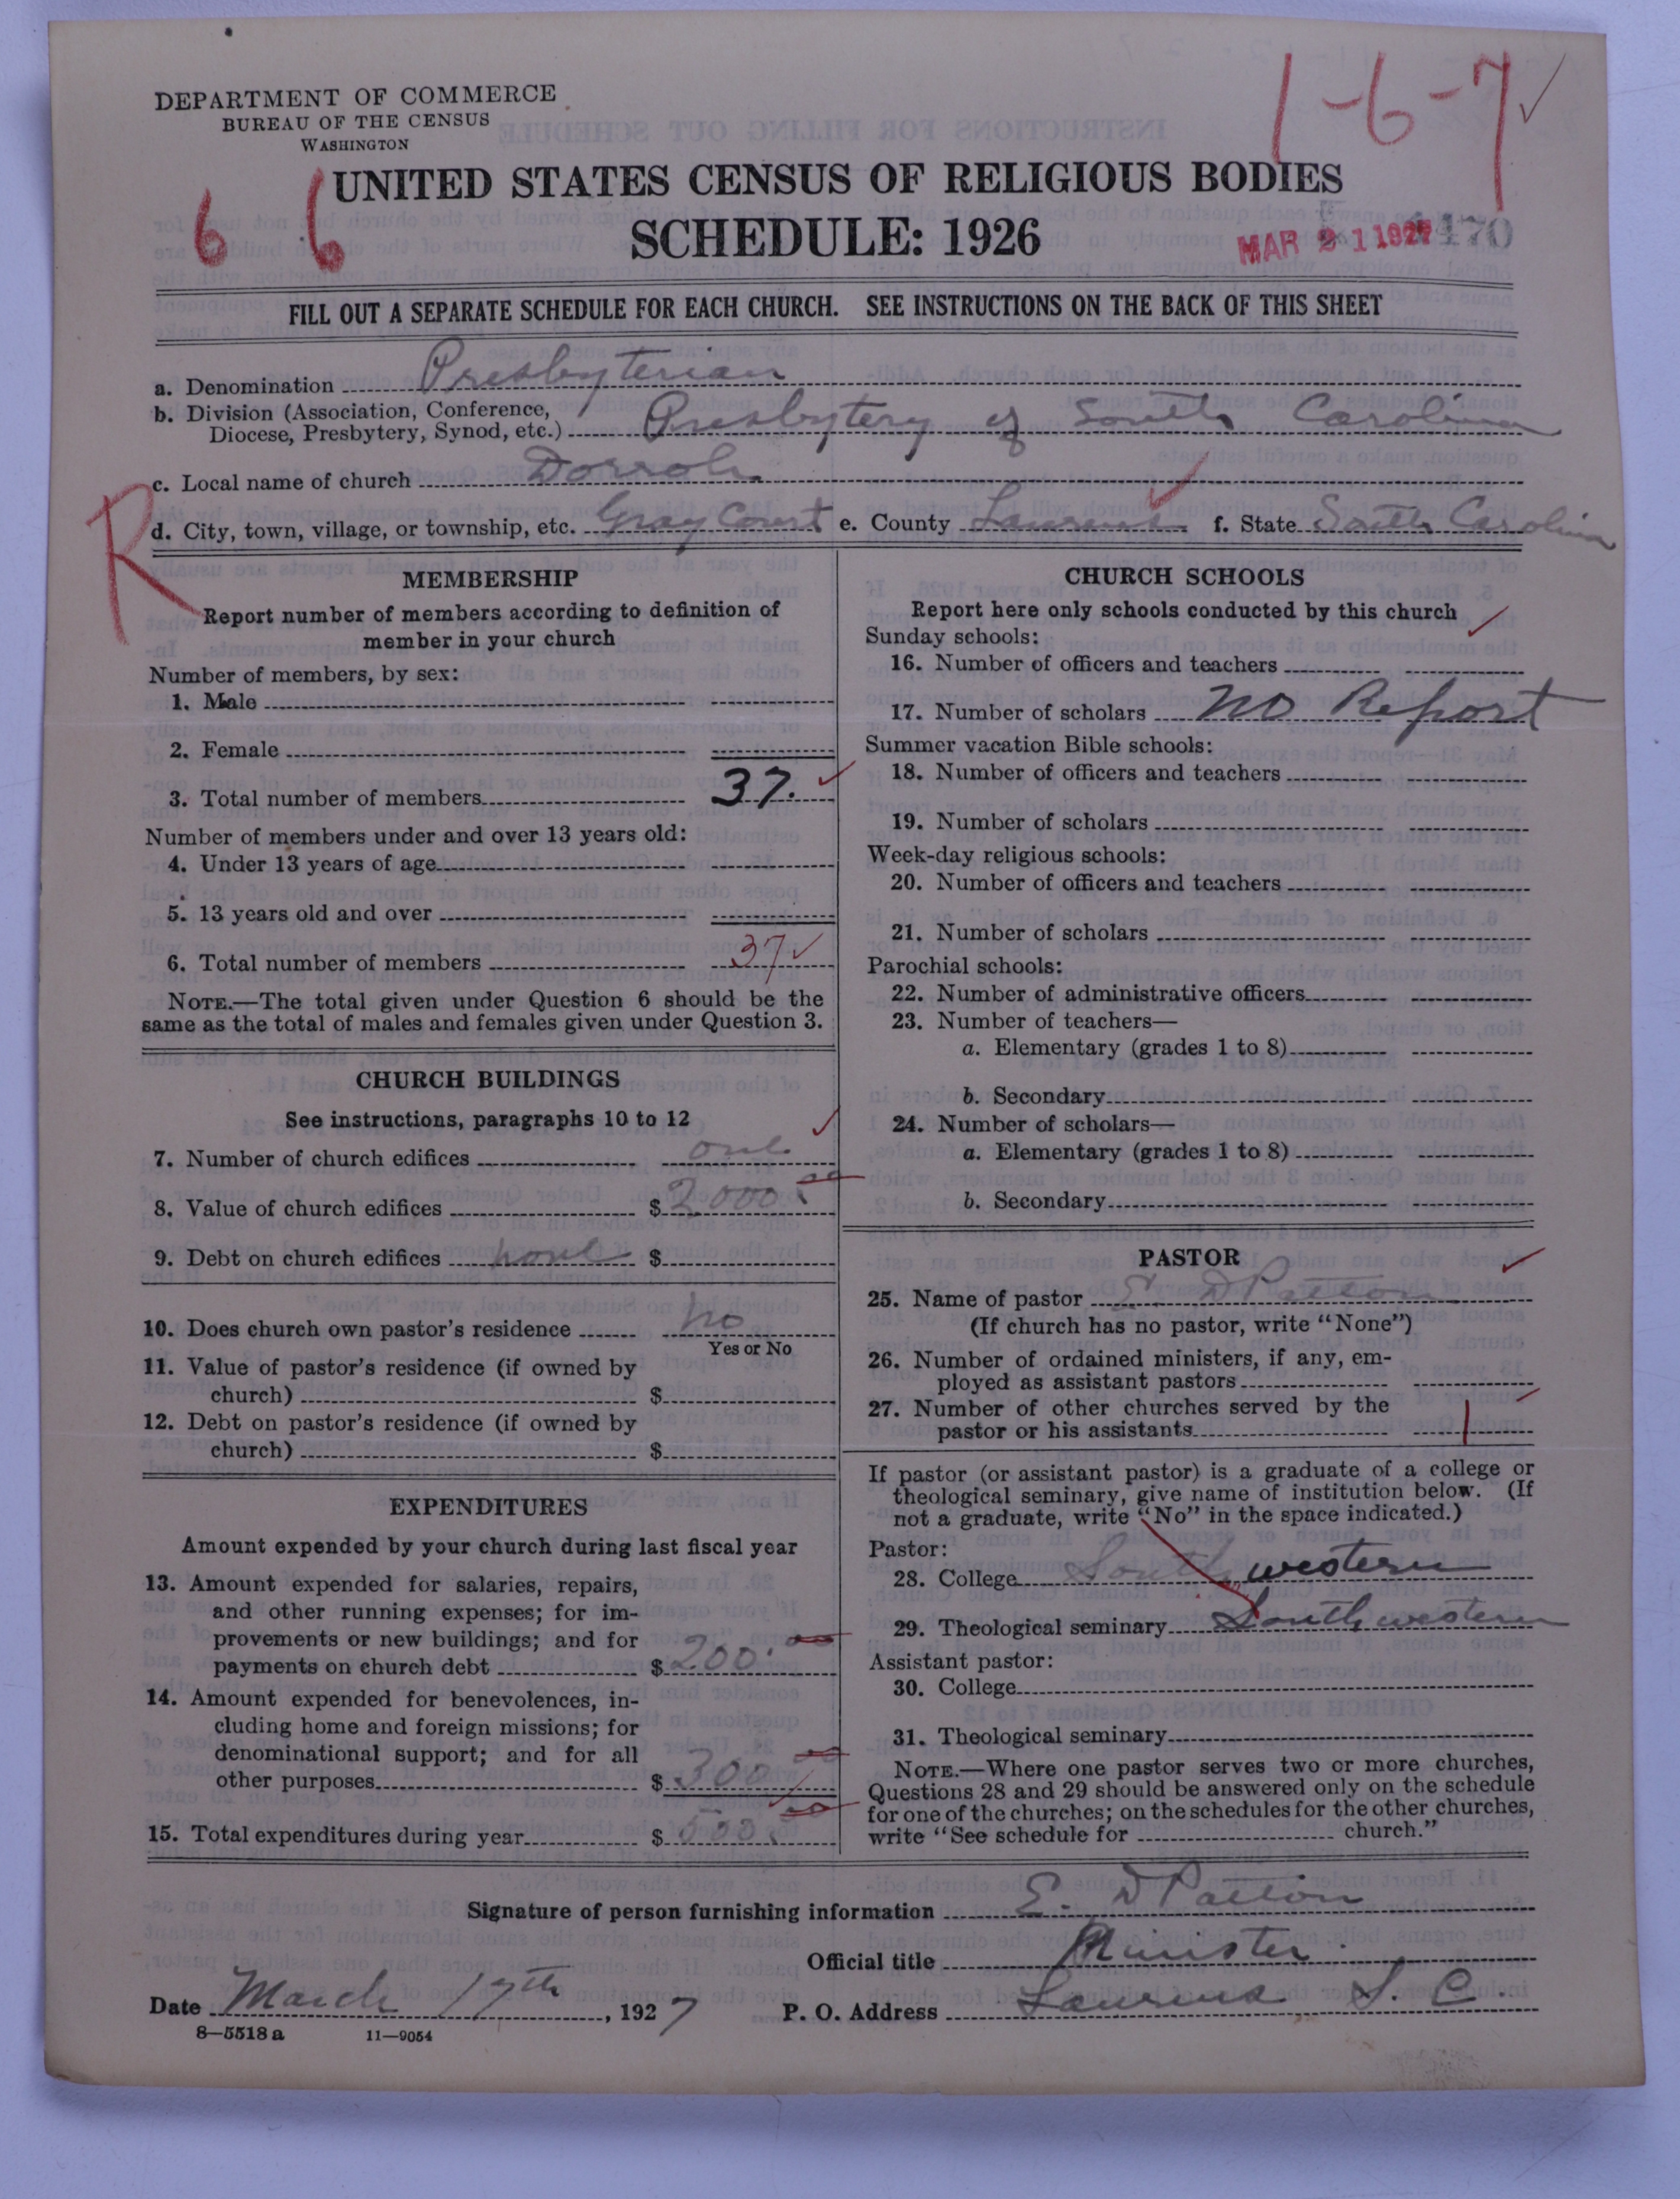 DEPARTMENT OF COMMERCE
BUREAU OF THE CENSUS
WASHINGTON
1-6-7 ✓
6 6
UNITED STATES CENSUS OF RELIGIOUS BODIES
SCHEDULE: 1926
MAR 21 1927
FILL OUT A SEPARATE SCHEDULE FOR EACH CHURCH. SEE INSTRUCTIONS ON THE BACK OF THIS SHEET
a. Denomination Presbyterian
b. Division (Association, Conference,
Diocese, Presbytery, Synod, etc.) Presbytery of South Carolina
c. Local name of church Dorroh
R
d. City, town, village, or township, etc. Gray Court e. County Laurens f. State South Carolina
MEMBERSHIP
Report number of members according to definition of
member in your church
Number of members, by sex:
1. Male
2. Female
3. Total number of members 37.
Number of members under and over 13 years old:
4. Under 13 years of age
5. 13 years old and over
6. Total number of members 37 ✓
NOTE.—The total given under Question 6 should be the
same as the total of males and females given under Question 3.
CHURCH BUILDINGS
See instructions, paragraphs 10 to 12
7. Number of church edifices one
8. Value of church edifices $ 2000.00
9. Debt on church edifices none $
10. Does church own pastor's residence No
Yes or No
11. Value of pastor's residence (if owned by
church) $
12. Debt on pastor's residence (if owned by
church) $
EXPENDITURES
Amount expended by your church during last fiscal year
13. Amount expended for salaries, repairs,
and other running expenses; for im-
provements or new buildings; and for
payments on church debt $ 200.00
14. Amount expended for benevolences, in-
cluding home and foreign missions; for
denominational support; and for all
other purposes $ 300.00
15. Total expenditures during year $ 500.00
CHURCH SCHOOLS
Report here only schools conducted by this church ✓
Sunday schools:
16. Number of officers and teachers
17. Number of scholars No Report
Summer vacation Bible schools:
18. Number of officers and teachers
19. Number of scholars
Week-day religious schools:
20. Number of officers and teachers
21. Number of scholars
Parochial schools:
22. Number of administrative officers
23. Number of teachers—
a. Elementary (grades 1 to 8)
b. Secondary
24. Number of scholars—
a. Elementary (grades 1 to 8)
b. Secondary
PASTOR
25. Name of pastor E. D Patton
(If church has no pastor, write "None")
26. Number of ordained ministers, if any, em-
ployed as assistant pastors
27. Number of other churches served by the
pastor or his assistants 1
If pastor (or assistant pastor) is a graduate of a college or
theological seminary, give name of institution below. (If
not a graduate, write "No" in the space indicated.)
Pastor:
28. College Southwestern
29. Theological seminary Southwestern
Assistant pastor:
30. College
31. Theological seminary
NOTE.—Where one pastor serves two or more churches,
Questions 28 and 29 should be answered only on the schedule
for one of the churches; on the schedules for the other churches,
write "See schedule for church."
Signature of person furnishing information E. D Patton
Official title Minister
Date March 17th, 1927 P. O. Address Laurens S. C.
8—5518 a 11—9054